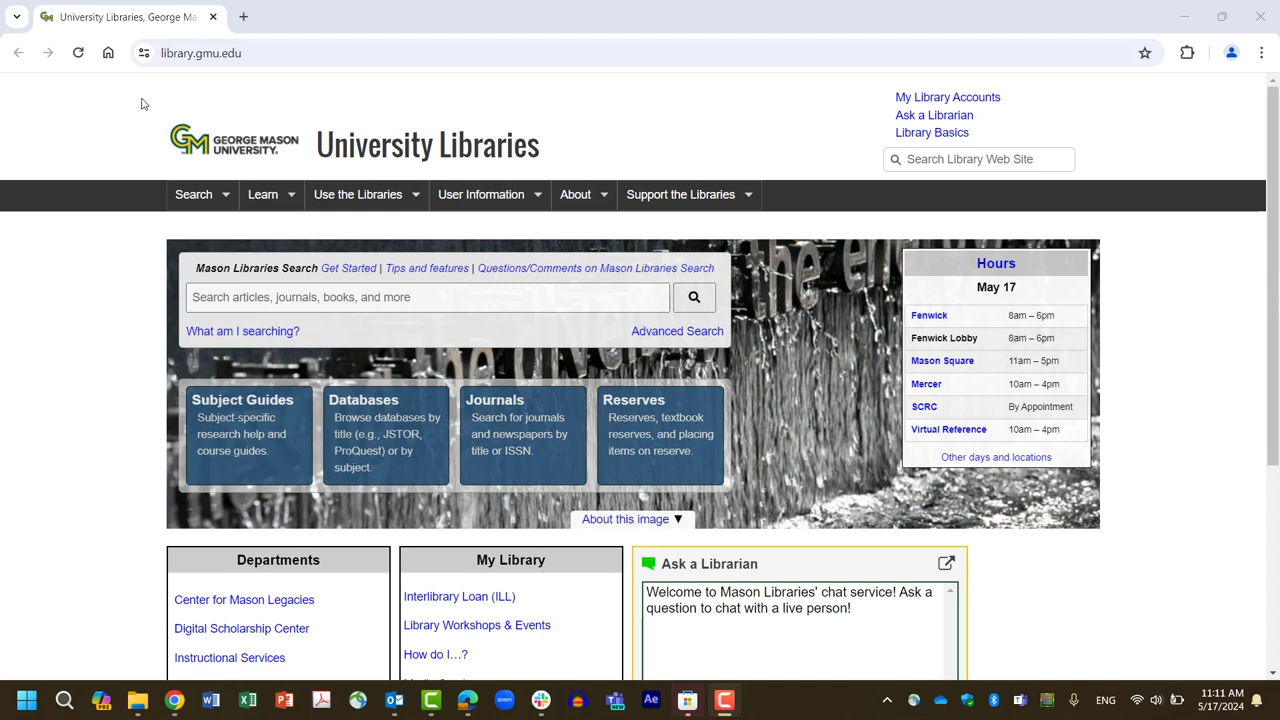 University Libraries, George Ma
library.gmu.edu
My Library Accounts
Ask a Librarian
Library Basics
GM GEORGE MASON UNIVERSITY.
University Libraries
Search Library Web Site
Search Learn Use the Libraries User Information About Support the Libraries
Mason Libraries Search Get Started | Tips and features | Questions/Comments on Mason Libraries Search
Search articles, journals, books, and more
What am I searching? Advanced Search
Subject Guides
Subject-specific
research help and
course guides.
Databases
Browse databases by
title (e.g., JSTOR,
ProQuest) or by
subject.
Journals
Search for journals
and newspapers by
title or ISSN.
Reserves
Reserves, textbook
reserves, and placing
items on reserve.
Hours
May 17
Fenwick 8am – 6pm
Fenwick Lobby 8am – 6pm
Mason Square 11am – 5pm
Mercer 10am – 4pm
SCRC By Appointment
Virtual Reference 10am – 4pm
Other days and locations
About this image ▼
Departments
Center for Mason Legacies
Digital Scholarship Center
Instructional Services
My Library
Interlibrary Loan (ILL)
Library Workshops & Events
How do I…?
Ask a Librarian
Welcome to Mason Libraries' chat service! Ask a
question to chat with a live person!
ENG
11:11 AM
5/17/2024